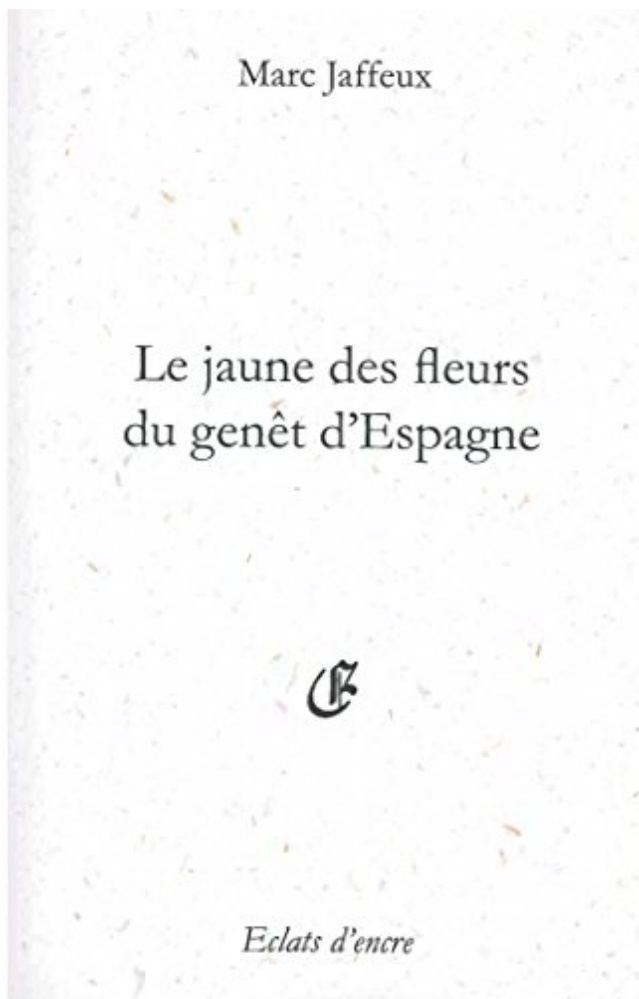 Marc Jaffeux
Le jaune des fleurs
du genêt d'Espagne
E
Eclats d'encre